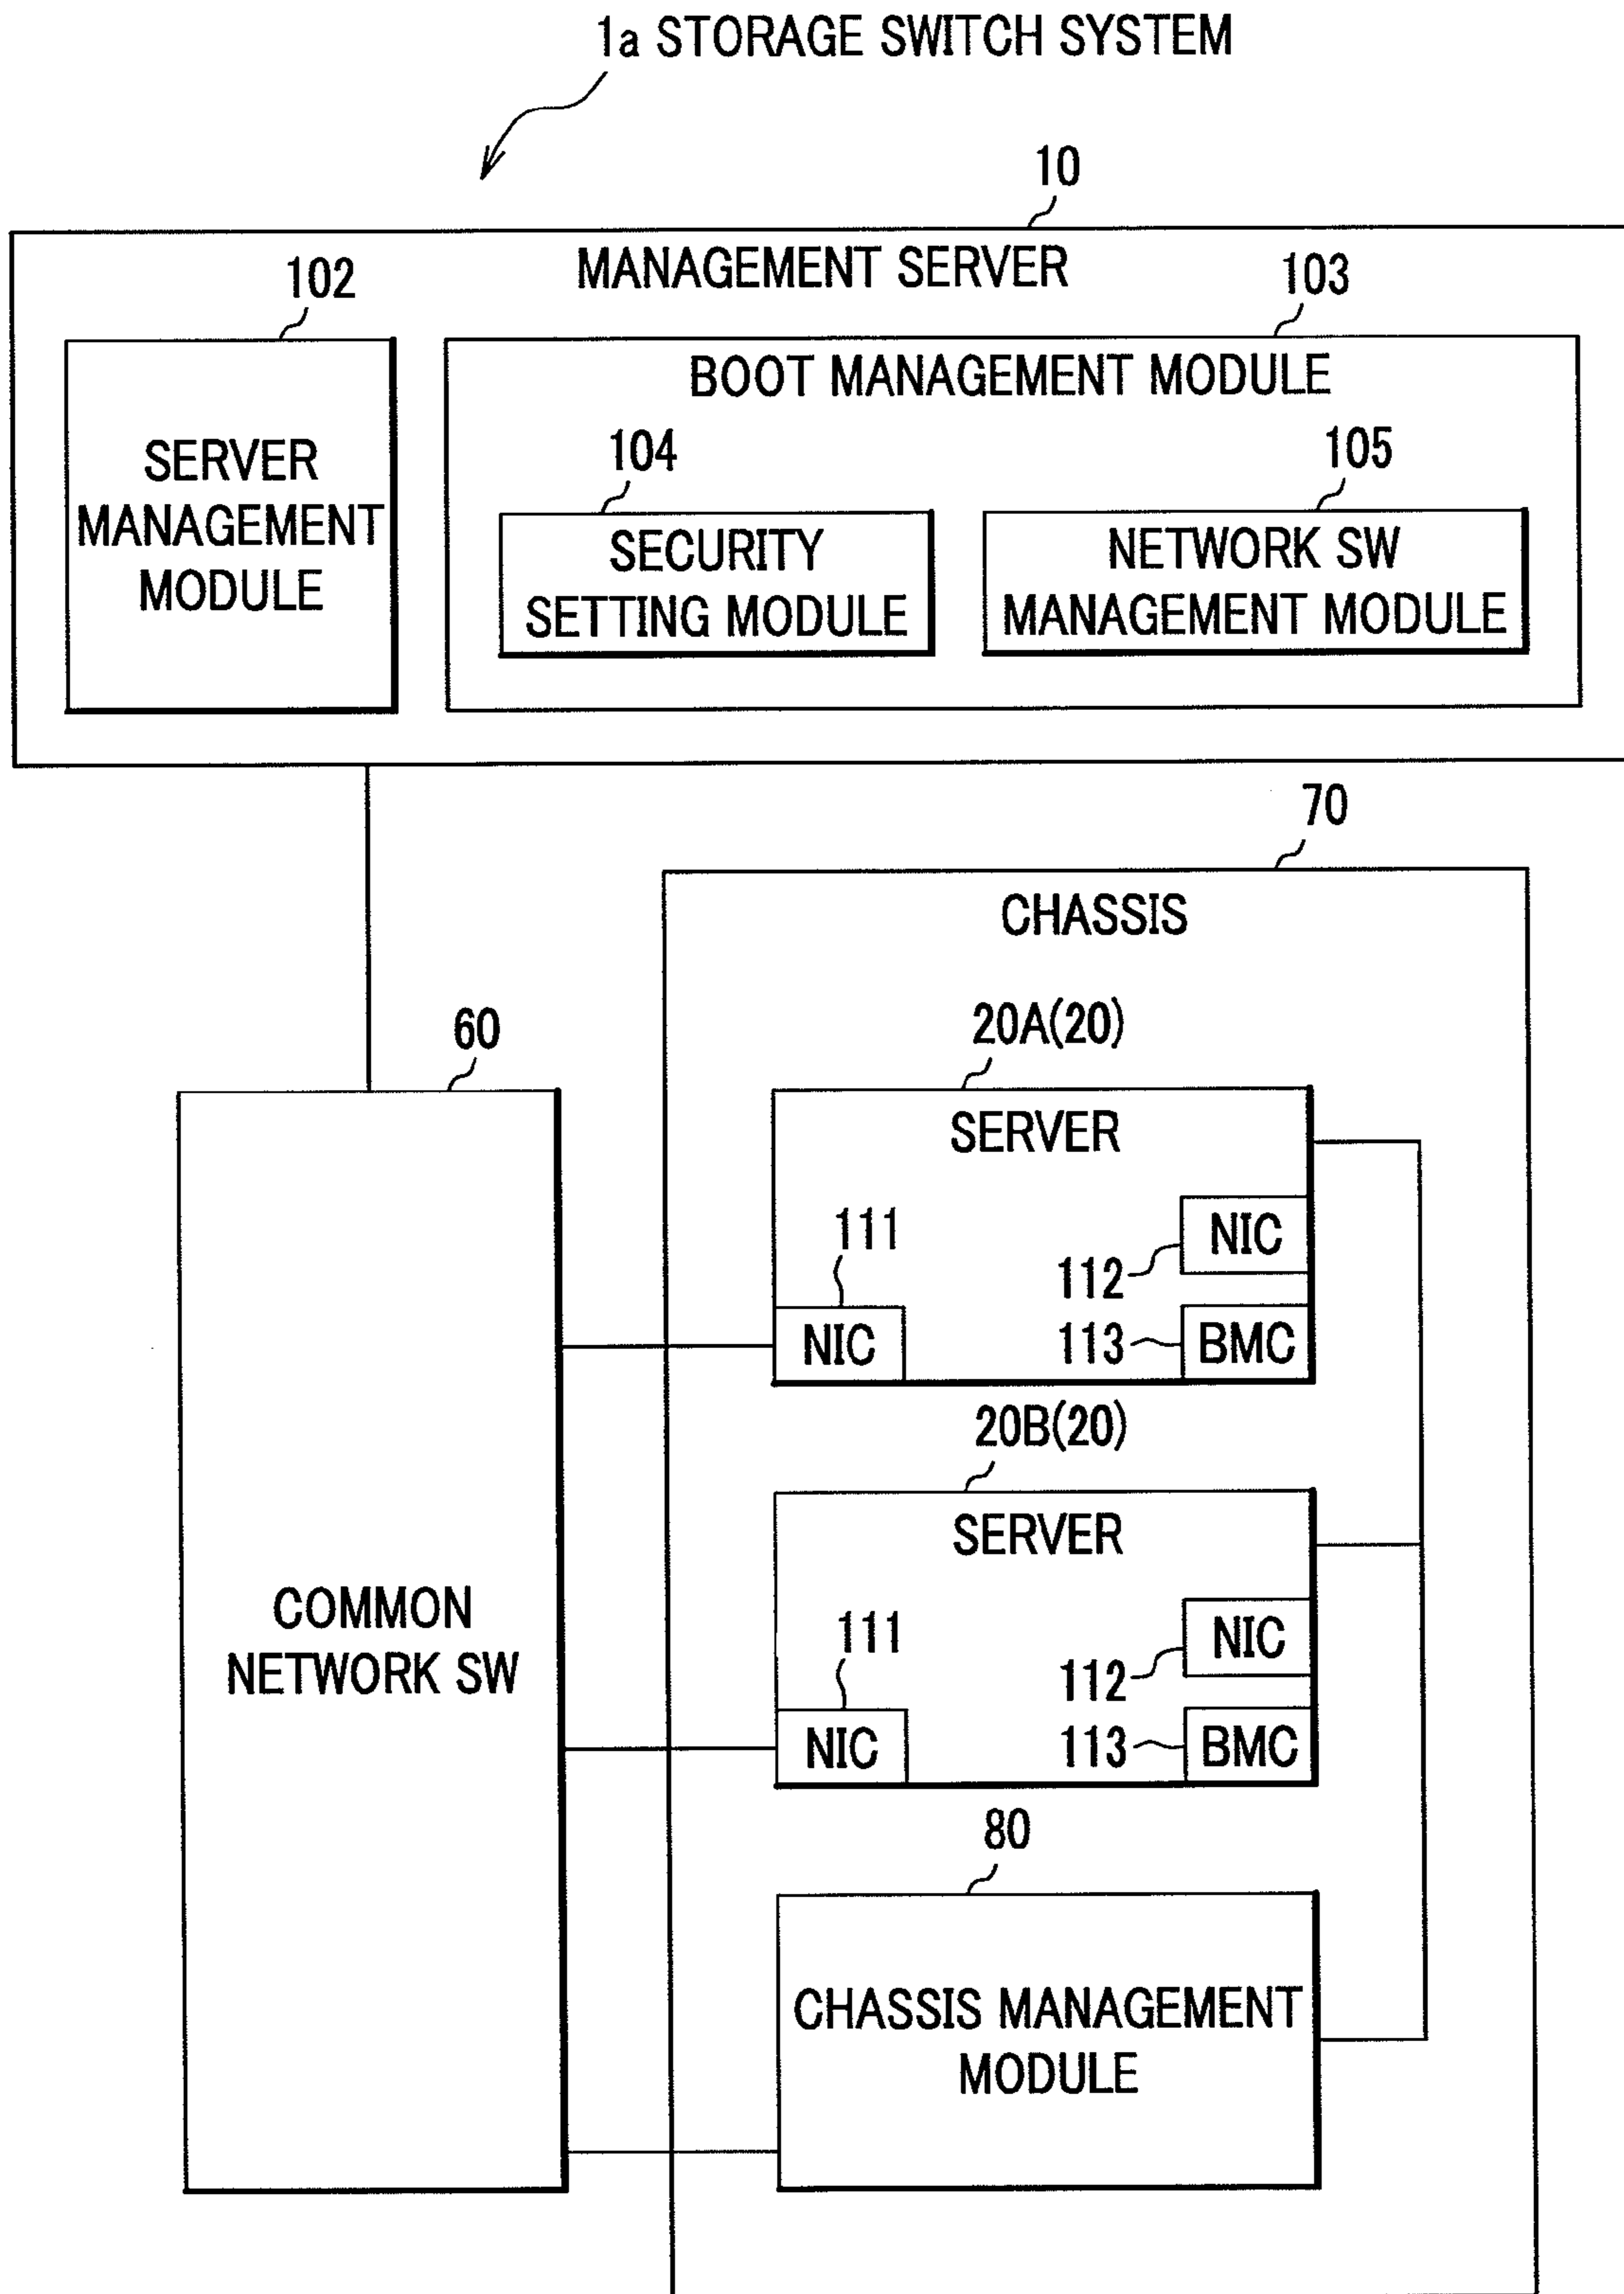 1a STORAGE SWITCH SYSTEM
10
MANAGEMENT SERVER
102
103
SERVER
MANAGEMENT
MODULE
BOOT MANAGEMENT MODULE
104
105
SECURITY
SETTING MODULE
NETWORK SW
MANAGEMENT MODULE
70
CHASSIS
60
COMMON
NETWORK SW
20A(20)
SERVER
111
NIC
112
NIC
113
BMC
20B(20)
SERVER
111
NIC
112
NIC
113
BMC
80
CHASSIS MANAGEMENT
MODULE